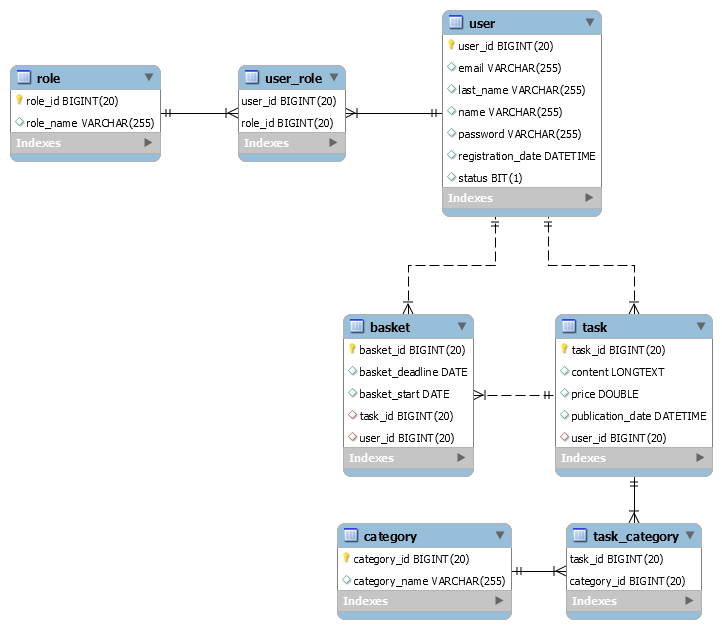 user
user_id BIGINT(20)
email VARCHAR(255)
last_name VARCHAR(255)
name VARCHAR(255)
password VARCHAR(255)
registration_date DATETIME
status BIT(1)
Indexes
role
role_id BIGINT(20)
role_name VARCHAR(255)
Indexes
user_role
user_id BIGINT(20)
role_id BIGINT(20)
Indexes
basket
basket_id BIGINT(20)
basket_deadline DATE
basket_start DATE
task_id BIGINT(20)
user_id BIGINT(20)
Indexes
task
task_id BIGINT(20)
content LONGTEXT
price DOUBLE
publication_date DATETIME
user_id BIGINT(20)
Indexes
category
category_id BIGINT(20)
category_name VARCHAR(255)
Indexes
task_category
task_id BIGINT(20)
category_id BIGINT(20)
Indexes